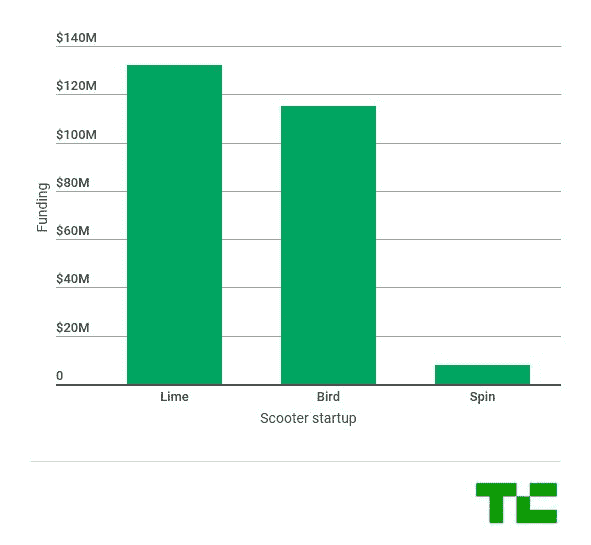 $140M
$120M
$100M
$80M
$60M
$40M
$20M
0
Funding
Lime Bird Spin
Scooter startup
TC